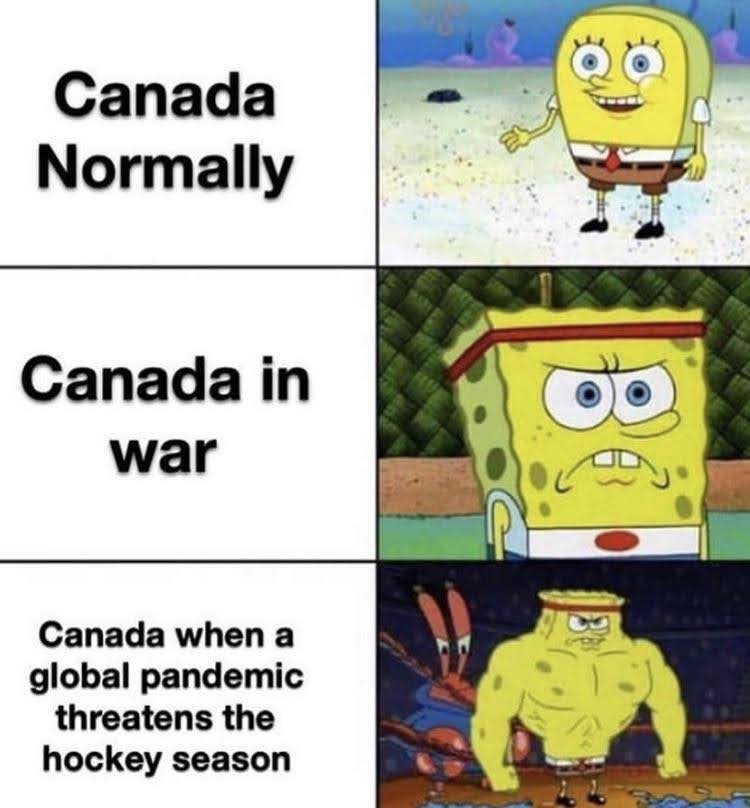 Canada
Normally
Canada in
war
Canada when a
global pandemic
threatens the
hockey season